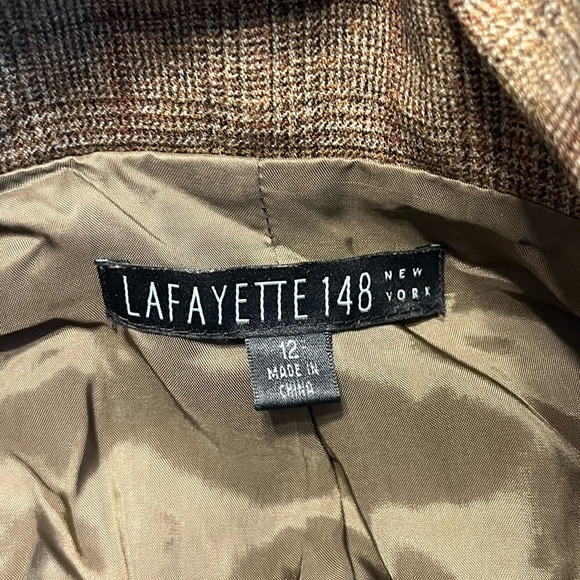 LAFAYETTE 148 NEW YORK
12
MADE IN
CHINA